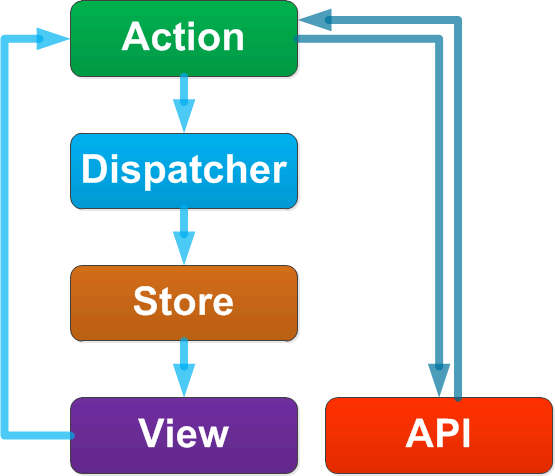 Action
Dispatcher
Store
View
API